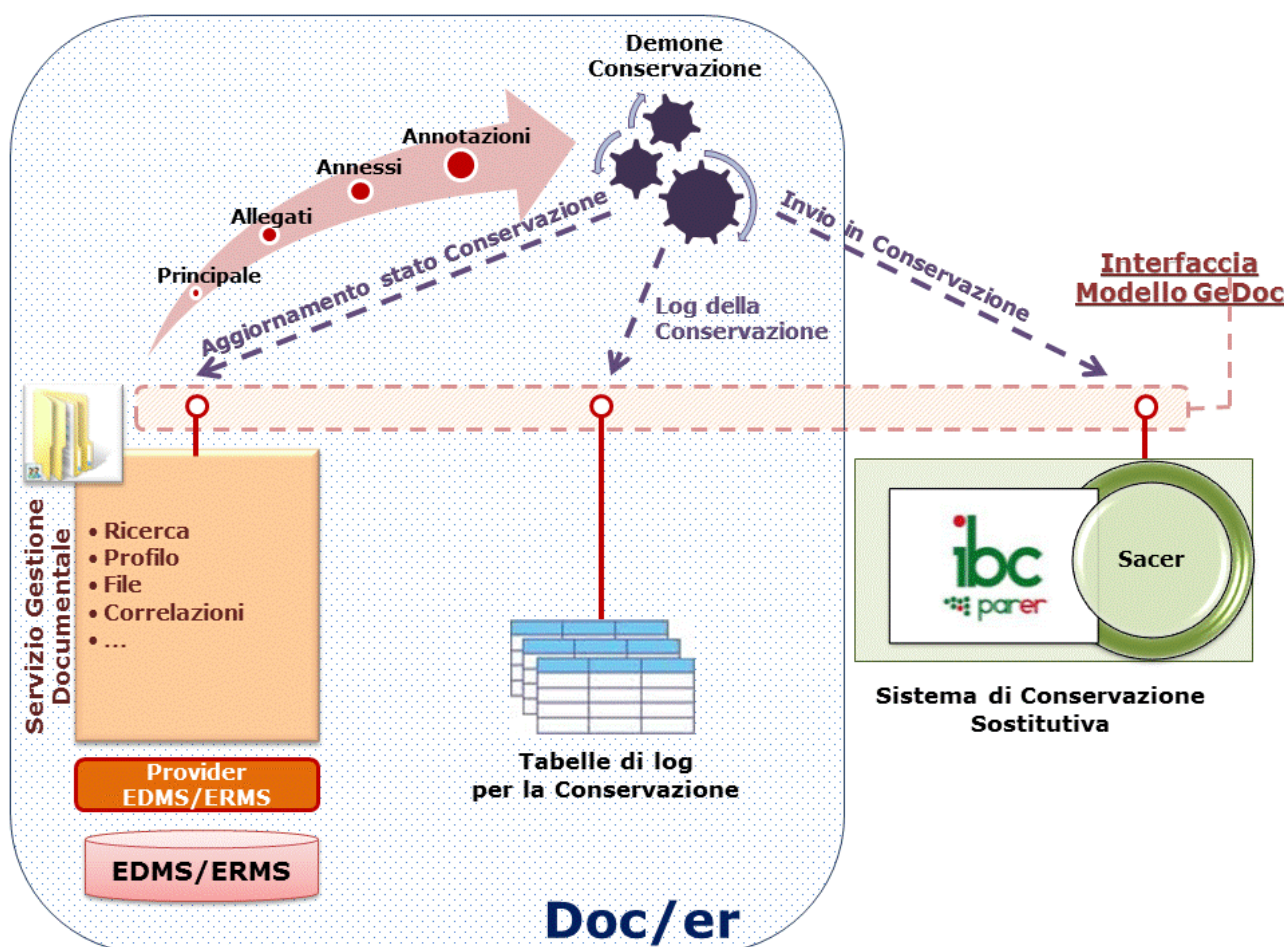 Demone
Conservazione
Annotazioni
Annessi
Allegati
Principale
Aggiornamento stato Conservazione
Log della
Conservazione
Invio in Conservazione
Interfaccia
Modello GeDoc
Servizio Gestione
Documentale
• Ricerca
• Profilo
• File
• Correlazioni
• ...
Provider
EDMS/ERMS
EDMS/ERMS
Tabelle di log
per la Conservazione
ibc
parer
Sacer
Sistema di Conservazione
Sostitutiva
Doc/er